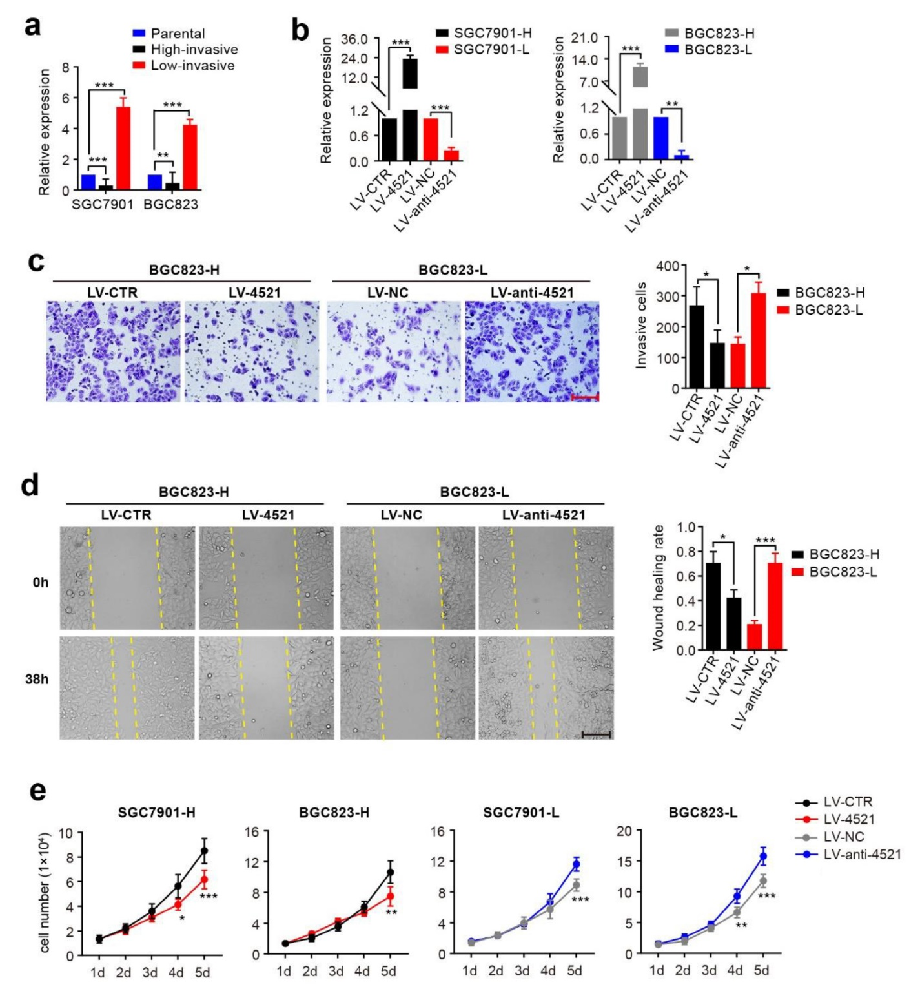 a
Parental
High-invasive
Low-invasive
Relative expression
8
6
4
2
0
***
***
***
**
SGC7901 BGC823
b
SGC7901-H
SGC7901-L
Relative expression
36.0
24.0
12.0
1.2
0.6
0.0
***
***
LV-CTR
LV-4521
LV-NC
LV-anti-4521
BGC823-H
BGC823-L
Relative expression
21.0
14.0
7.0
1.2
0.6
0.0
***
**
LV-CTR
LV-4521
LV-NC
LV-anti-4521
c
BGC823-H BGC823-L
LV-CTR LV-4521 LV-NC LV-anti-4521
Invasive cells
400
300
200
100
0
* *
BGC823-H
BGC823-L
LV-CTR
LV-4521
LV-NC
LV-anti-4521
d
BGC823-H BGC823-L
LV-CTR LV-4521 LV-NC LV-anti-4521
0h
38h
Wound healing rate
1.0
0.8
0.6
0.4
0.2
0.0
* ***
BGC823-H
BGC823-L
LV-CTR
LV-4521
LV-NC
LV-anti-4521
e
SGC7901-H
cell number (1×10⁴)
10
8
6
4
2
0
***
*
1d 2d 3d 4d 5d
BGC823-H
16
12
8
4
0
**
1d 2d 3d 4d 5d
SGC7901-L
16
12
8
4
0
***
1d 2d 3d 4d 5d
BGC823-L
20
15
10
5
0
***
**
1d 2d 3d 4d 5d
LV-CTR
LV-4521
LV-NC
LV-anti-4521